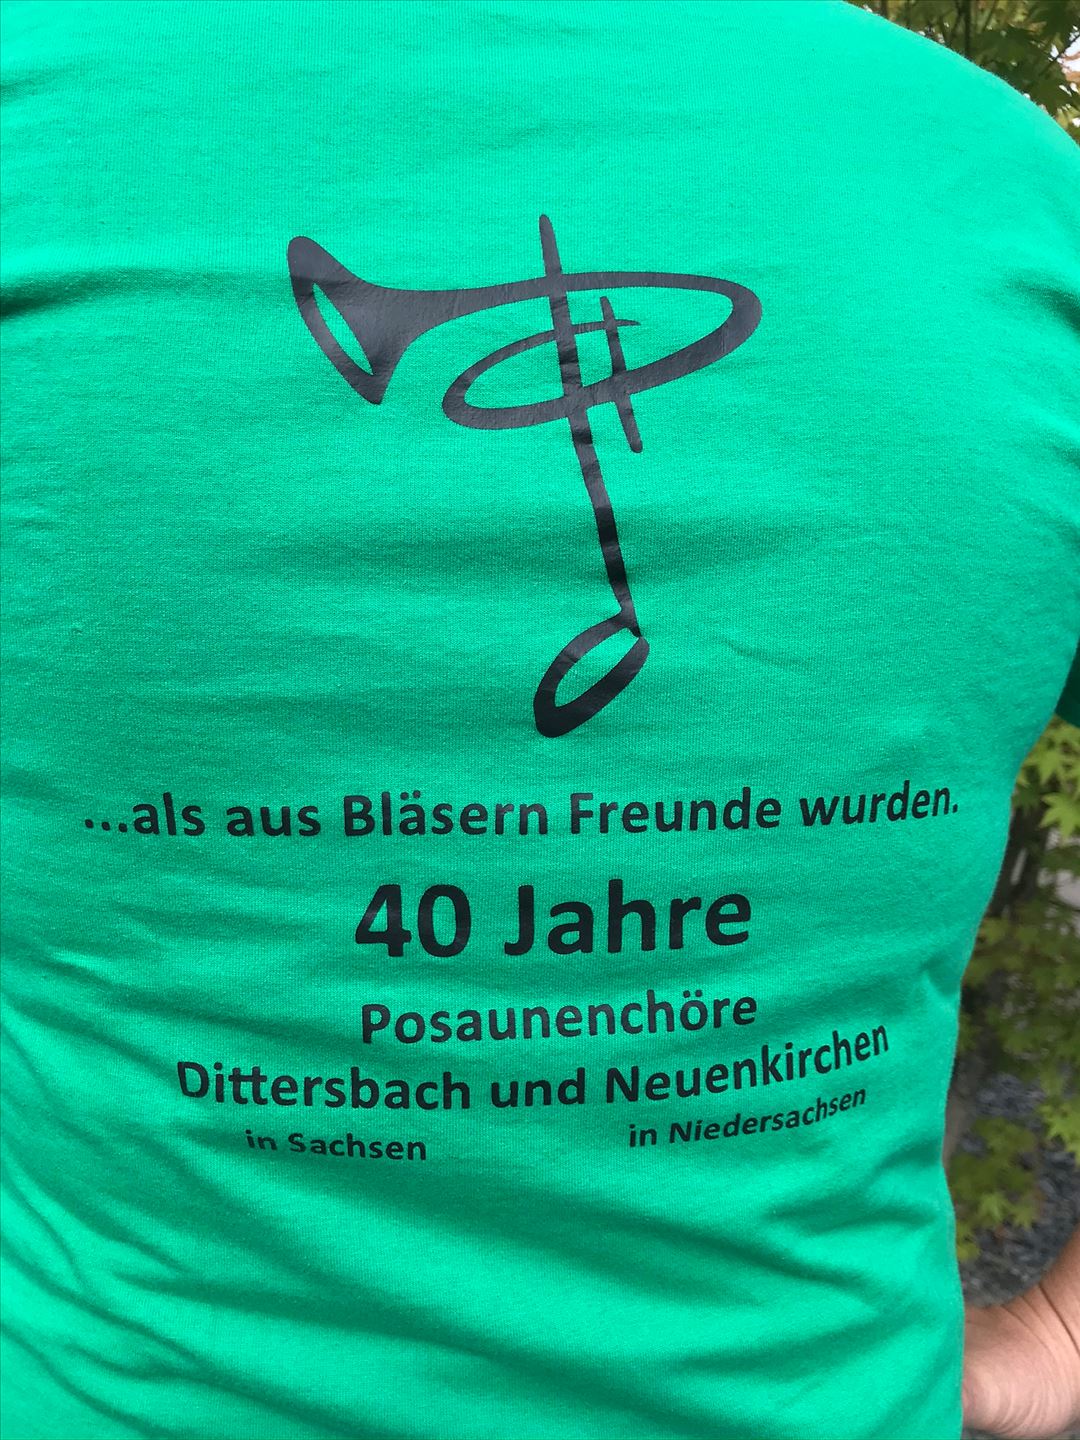 ...als aus Bläsern Freunde wurden.
40 Jahre
Posaunenchöre
Dittersbach und Neuenkirchen
in Sachsen in Niedersachsen